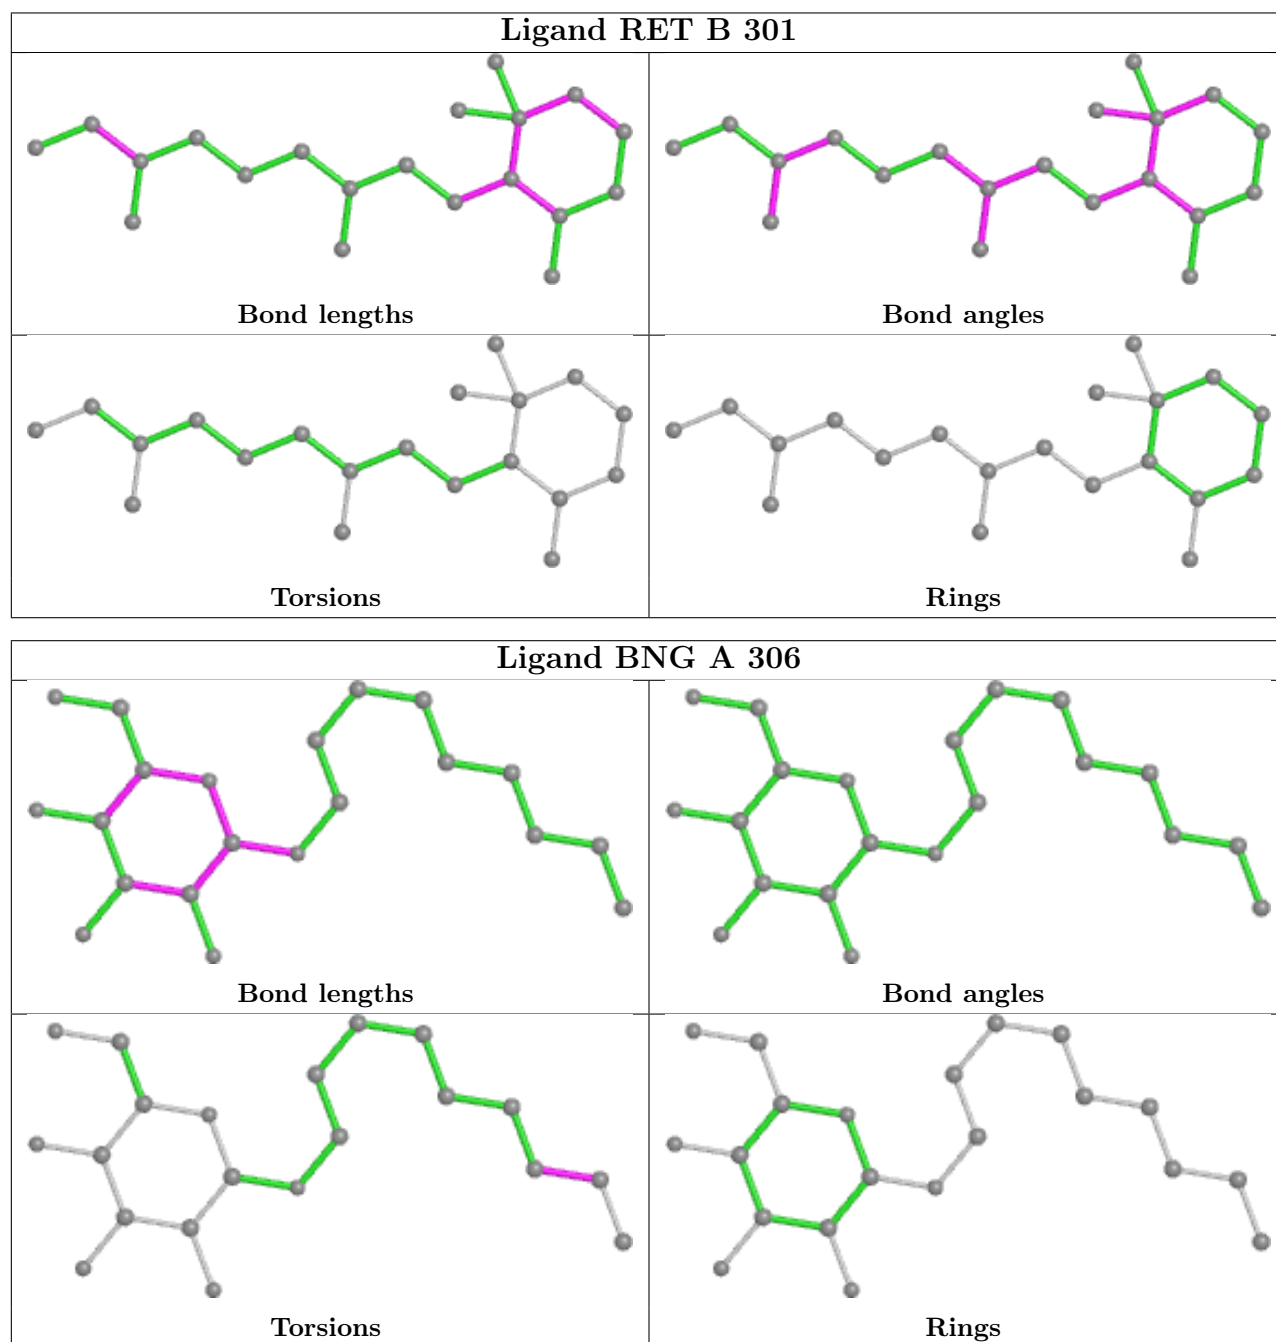 Ligand RET B 301
Bond lengths
Bond angles
Torsions
Rings
Ligand BNG A 306
Bond lengths
Bond angles
Torsions
Rings